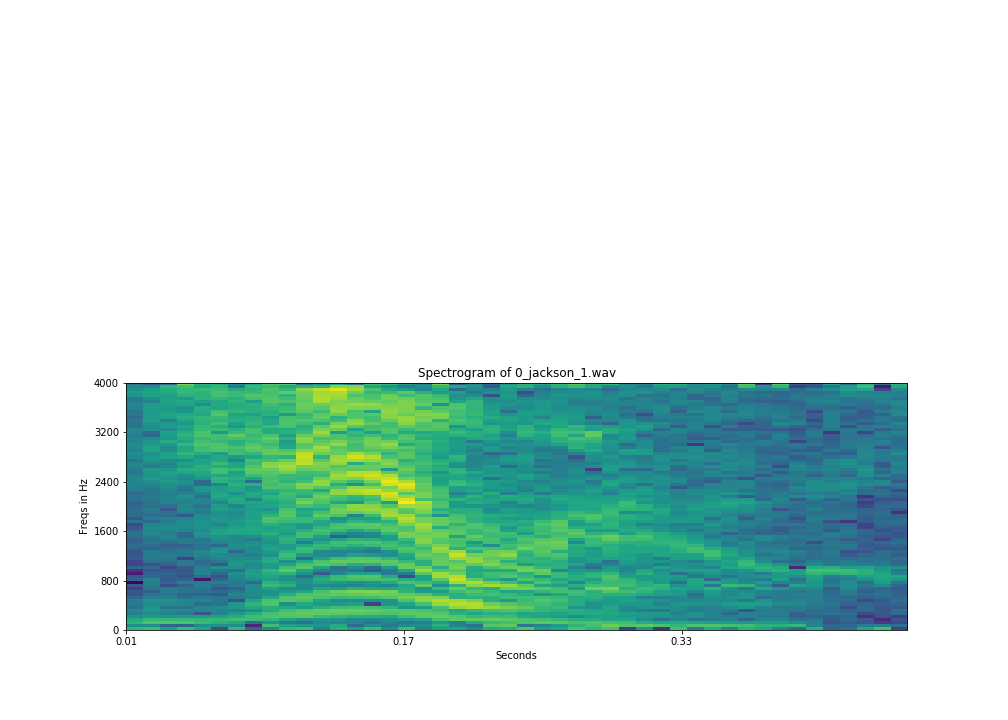 Spectrogram of 0_jackson_1.wav
4000
3200
2400
1600
800
0
Freqs in Hz
0.01 0.17 0.33
Seconds